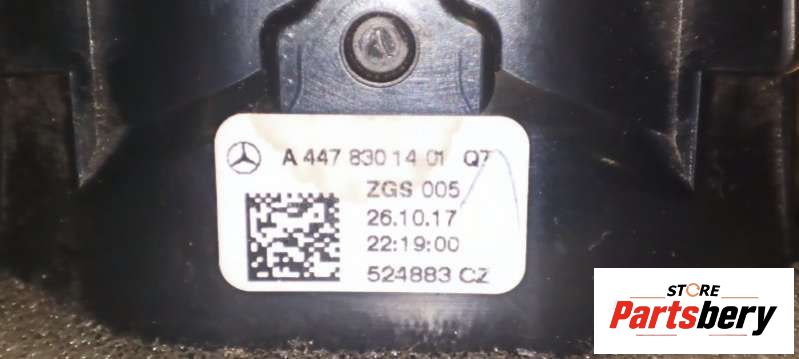 A 447 830 14 01 Q7
ZGS 005
26.10.17
22:19:00
524883 CZ
STORE
Partsbery